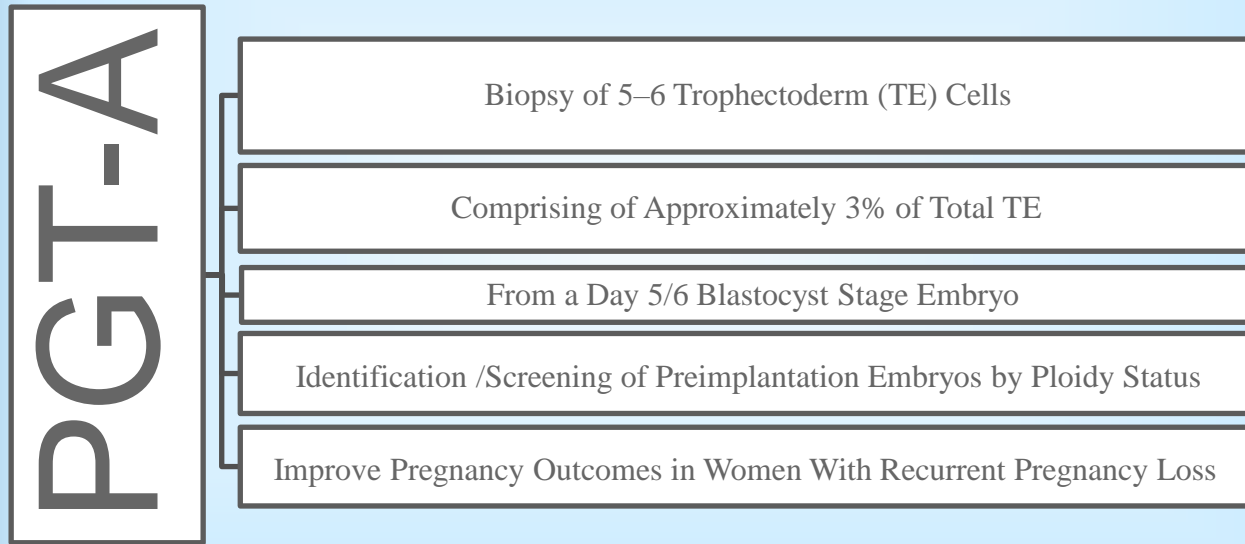 PGT-A
Biopsy of 5–6 Trophectoderm (TE) Cells
Comprising of Approximately 3% of Total TE
From a Day 5/6 Blastocyst Stage Embryo
Identification /Screening of Preimplantation Embryos by Ploidy Status
Improve Pregnancy Outcomes in Women With Recurrent Pregnancy Loss